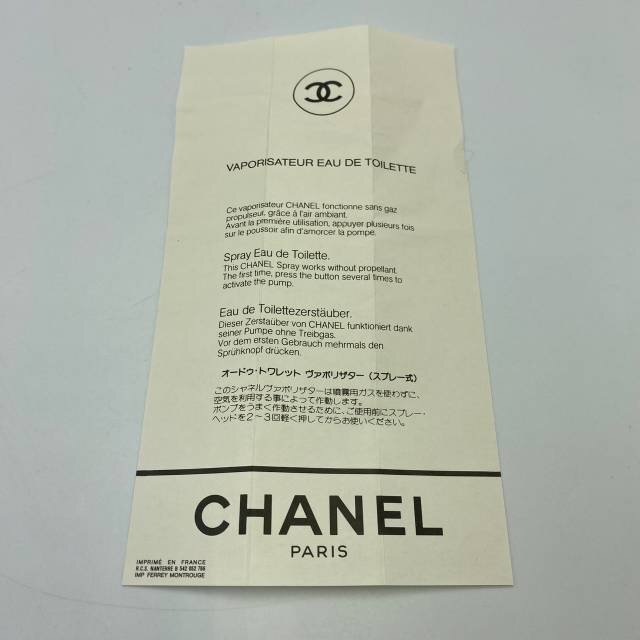 VAPORISATEUR EAU DE TOILETTE
Ce vaporisateur CHANEL fonctionne sans gaz
propulseur, grâce à l'air ambiant.
Avant la première utilisation, appuyer plusieurs fois
sur le poussoir afin d'amorcer la pompe.
Spray Eau de Toilette.
This CHANEL Spray works without propellant.
The first time, press the button several times to
activate the pump.
Eau de Toilettezerstäuber.
Dieser Zerstäuber von CHANEL funktioniert dank
seiner Pumpe ohne Treibgas.
Vor dem ersten Gebrauch mehrmals den
Sprühknopf drücken.
オードゥ・トワレット ヴァポリザター（スプレー式）
このシャネルヴァポリザターは噴霧用ガスを使わずに、
空気を利用する事によって作動します。
ポンプをうまく作動させるために、ご使用前にスプレー・
ヘッドを2〜3回軽く押してからお使いください。
CHANEL
PARIS
IMPRIMÉ EN FRANCE
R.C.S. NANTERRE B 542 052 766
IMP FERREY MONTROUGE